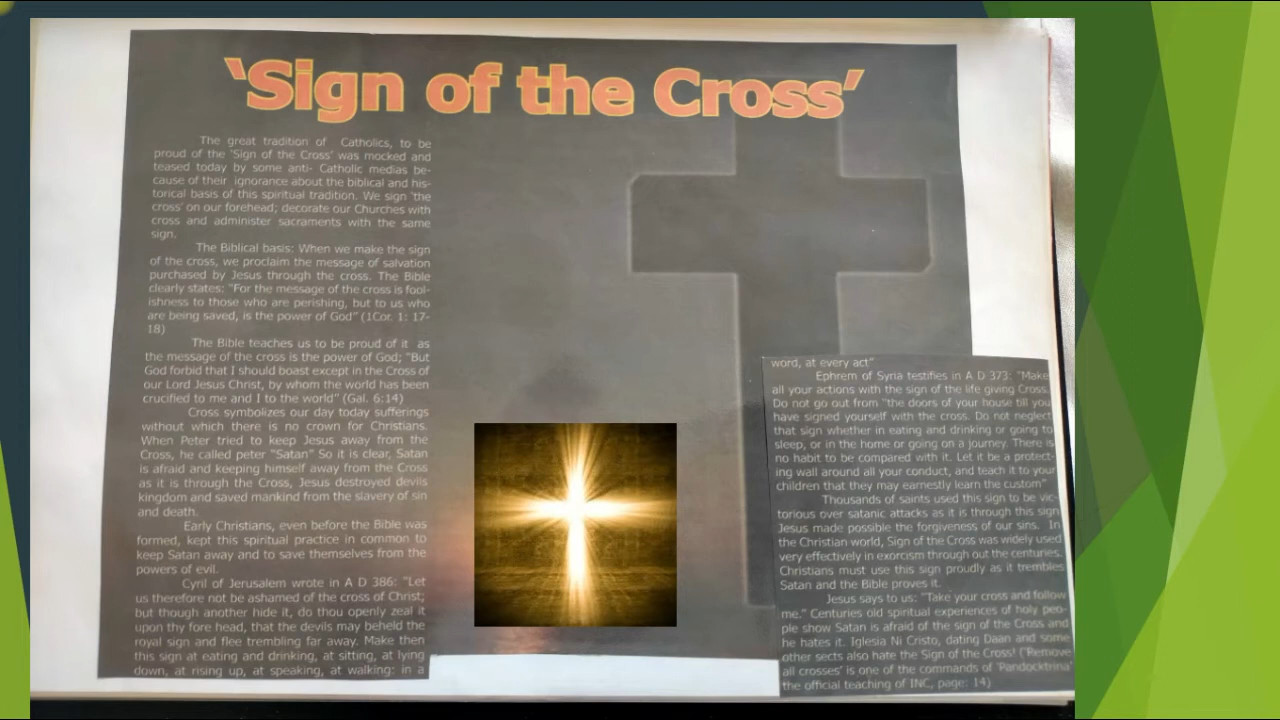 'Sign of the Cross'
The great tradition of Catholics, to be
proud of the 'Sign of the Cross' was mocked and
teased today by some anti- Catholic medias be-
cause of their ignorance about the biblical and his-
torical basis of this spiritual tradition. We sign 'the
cross' on our forehead; decorate our Churches with
cross and administer sacraments with the same
sign.
The Biblical basis: When we make the sign
of the cross, we proclaim the message of salvation
purchased by Jesus through the cross. The Bible
clearly states: "For the message of the cross is fool-
ishness to those who are perishing, but to us who
are being saved, is the power of God" (1Cor. 1: 17-
18)
The Bible teaches us to be proud of it as
the message of the cross is the power of God; "But
God forbid that I should boast except in the Cross of
our Lord Jesus Christ, by whom the world has been
crucified to me and I to the world" (Gal. 6:14)
Cross symbolizes our day today sufferings
without which there is no crown for Christians.
When Peter tried to keep Jesus away from the
Cross, he called peter "Satan" So it is clear, Satan
is afraid and keeping himself away from the Cross
as it is through the Cross, Jesus destroyed devils
kingdom and saved mankind from the slavery of sin
and death.
Early Christians, even before the Bible was
formed, kept this spiritual practice in common to
keep Satan away and to save themselves from the
powers of evil.
Cyril of Jerusalem wrote in A D 386: "Let
us therefore not be ashamed of the cross of Christ;
but though another hide it, do thou openly zeal it
upon thy fore head, that the devils may beheld the
royal sign and flee trembling far away. Make then
this sign at eating and drinking, at sitting, at lying
down, at rising up, at speaking, at walking: in a
word, at every act"
Ephrem of Syria testifies in A D 373: "Make
all your actions with the sign of the life giving Cross.
Do not go out from "the doors of your house till you
have signed yourself with the cross. Do not neglect
that sign whether in eating and drinking or going to
sleep, or in the home or going on a journey. There is
no habit to be compared with it. Let it be a protect-
ing wall around all your conduct, and teach it to your
children that they may earnestly learn the custom"
Thousands of saints used this sign to be vic-
torious over satanic attacks as it is through this sign
Jesus made possible the forgiveness of our sins. In
the Christian world, Sign of the Cross was widely used
very effectively in exorcism through out the centuries.
Christians must use this sign proudly as it trembles
Satan and the Bible proves it.
Jesus says to us: "Take your cross and follow
me." Centuries old spiritual experiences of holy peo-
ple show Satan is afraid of the sign of the Cross and
he hates it. Iglesia Ni Cristo, dating Daan and some
other sects also hate the Sign of the Cross! ('Remove
all crosses' is one of the commands of 'Pandocktrina'
the official teaching of INC, page: 14)